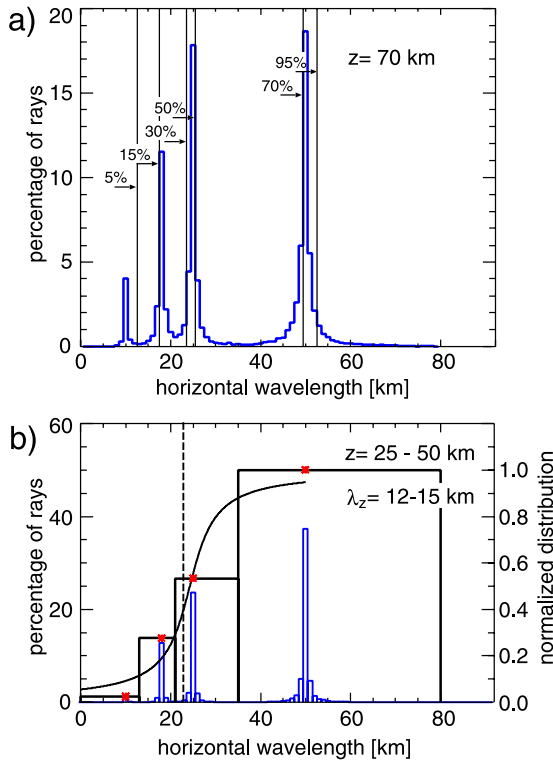 a)
z= 70 km
20
15
10
5
0
95%
70%
50%
30%
15%
5%
percentage of rays
0 20 40 60 80
horizontal wavelength [km]
b)
z= 25 - 50 km
λz= 12-15 km
60
40
20
0
percentage of rays
1.0
0.8
0.6
0.4
0.2
0.0
normalized distribution
0 20 40 60 80
horizontal wavelength [km]